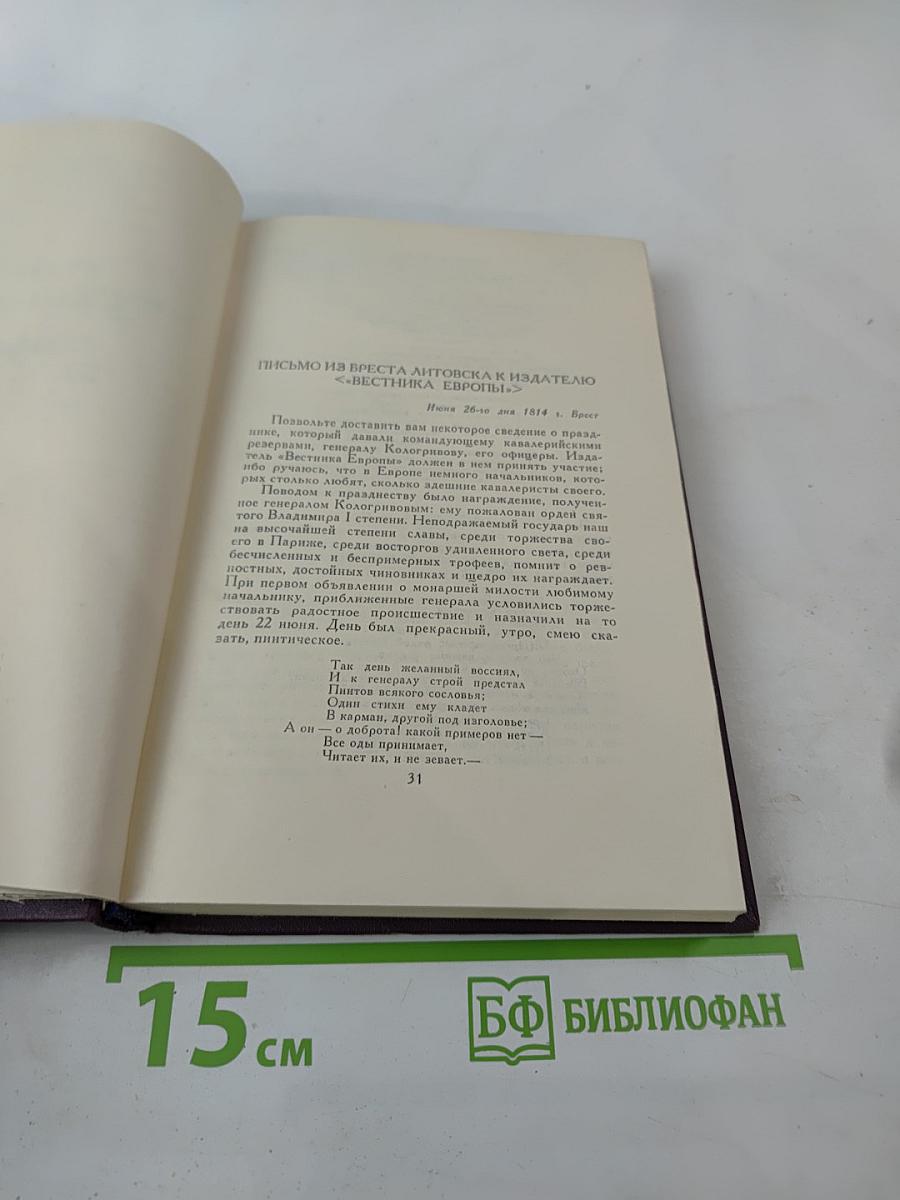 ПИСЬМО ИЗ БРЕСТА ЛИТОВСКА К ИЗДАТЕЛЮ
<«ВЕСТНИКА ЕВРОПЫ»>
Июня 26-го дня 1814 г. Брест
Позвольте доставить вам некоторое сведение о празд-
нике, который давали командующему кавалерийскими
резервами, генералу Кологривову, его офицеры. Изда-
тель «Вестника Европы» должен в нем принять участие;
ибо ручаюсь, что в Европе немного начальников, кото-
рых столько любят, сколько здешние кавалеристы своего.
Поводом к празднеству было награждение, получен-
ное генералом Кологривовым: ему пожалован орден свя-
того Владимира I степени. Неподражаемый государь наш
на высочайшей степени славы, среди торжества сво-
его в Париже, среди восторгов удивленного света, среди
бесчисленных и беспримерных трофеев, помнит о рев-
ностных, достойных чиновниках и щедро их награждает.
При первом объявлении о монаршей милости любимому
начальнику, приближенные генерала условились торже-
ствовать радостное происшествие и назначили на то
день 22 июня. День был прекрасный, утро, смею ска-
зать, пиитическое.
Так день желанный воссиял,
И к генералу строй предстал
Пиитов всякого сословья;
Один стихи ему кладет
В карман, другой под изголовье;
А он — о доброта! какой примеров нет —
Все оды принимает,
Читает их, и не зевает.—
31
15 см
БФ БИБЛИОФАН